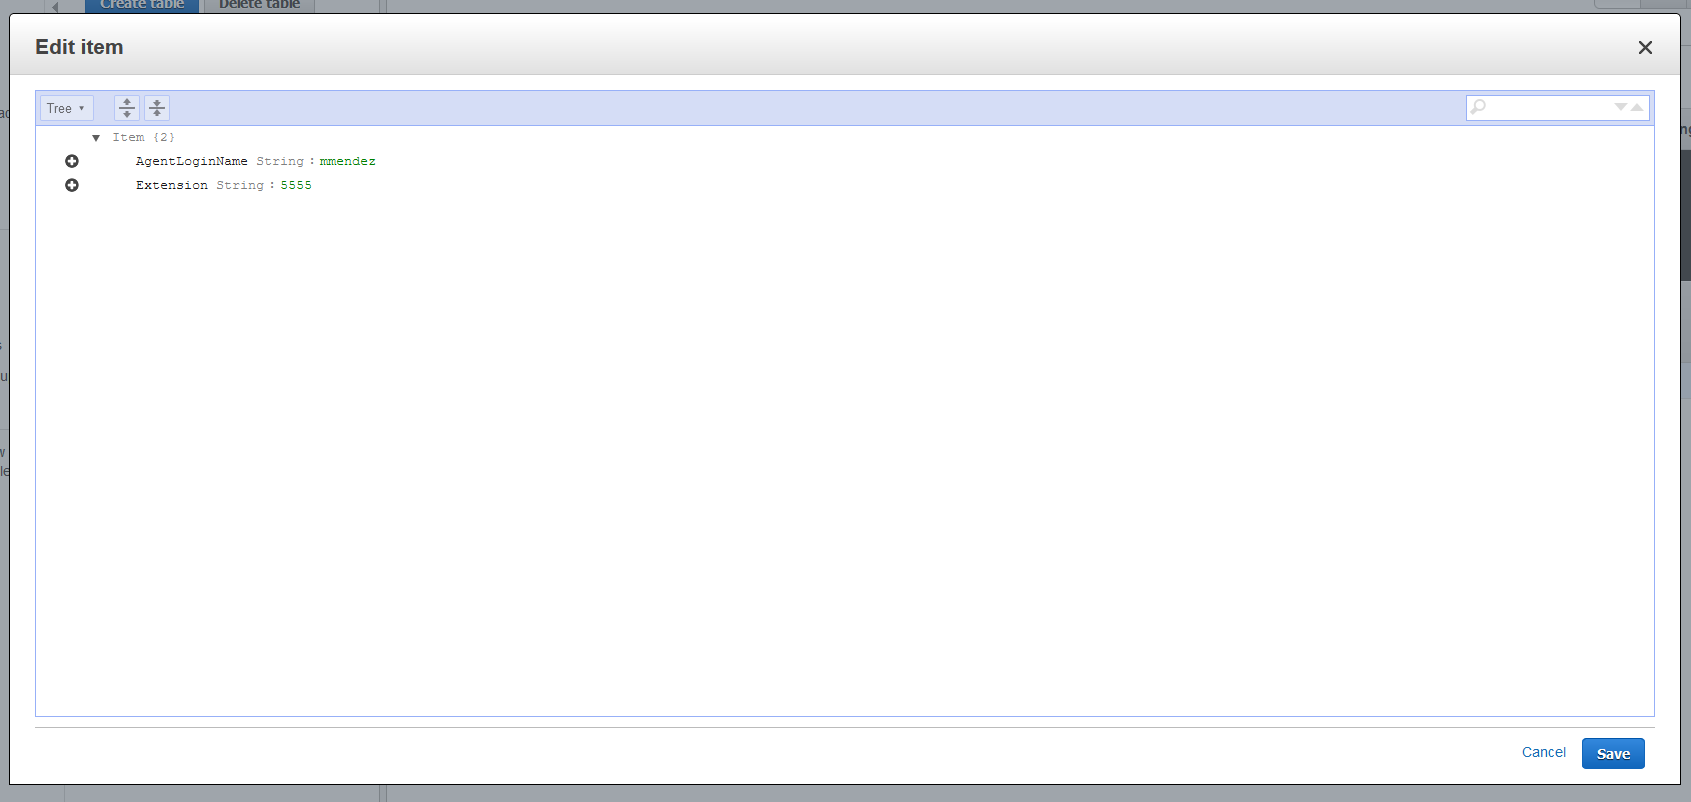 Create table Delete table
Edit item
Tree
Item {2}
AgentLoginName String : mmendez
Extension String : 5555
Cancel Save